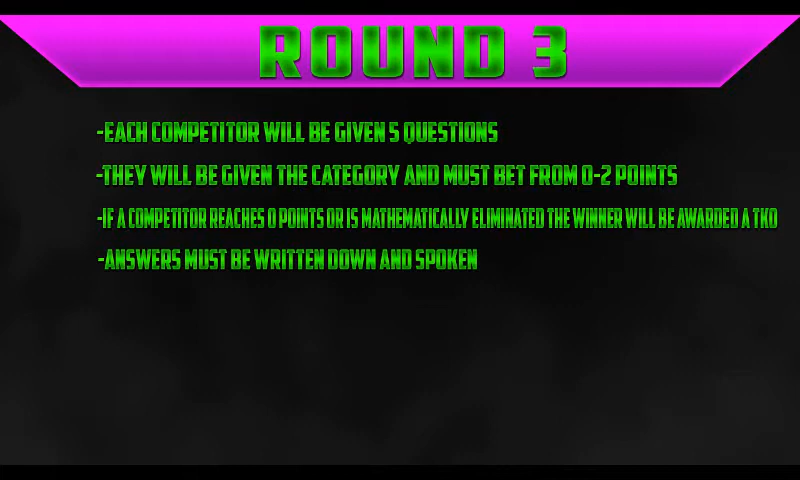 ROUND 3
-EACH COMPETITOR WILL BE GIVEN 5 QUESTIONS
-THEY WILL BE GIVEN THE CATEGORY AND MUST BET FROM 0-2 POINTS
-IF A COMPETITOR REACHES 0 POINTS OR IS MATHEMATICALLY ELIMINATED THE WINNER WILL BE AWARDED A TKO
-ANSWERS MUST BE WRITTEN DOWN AND SPOKEN